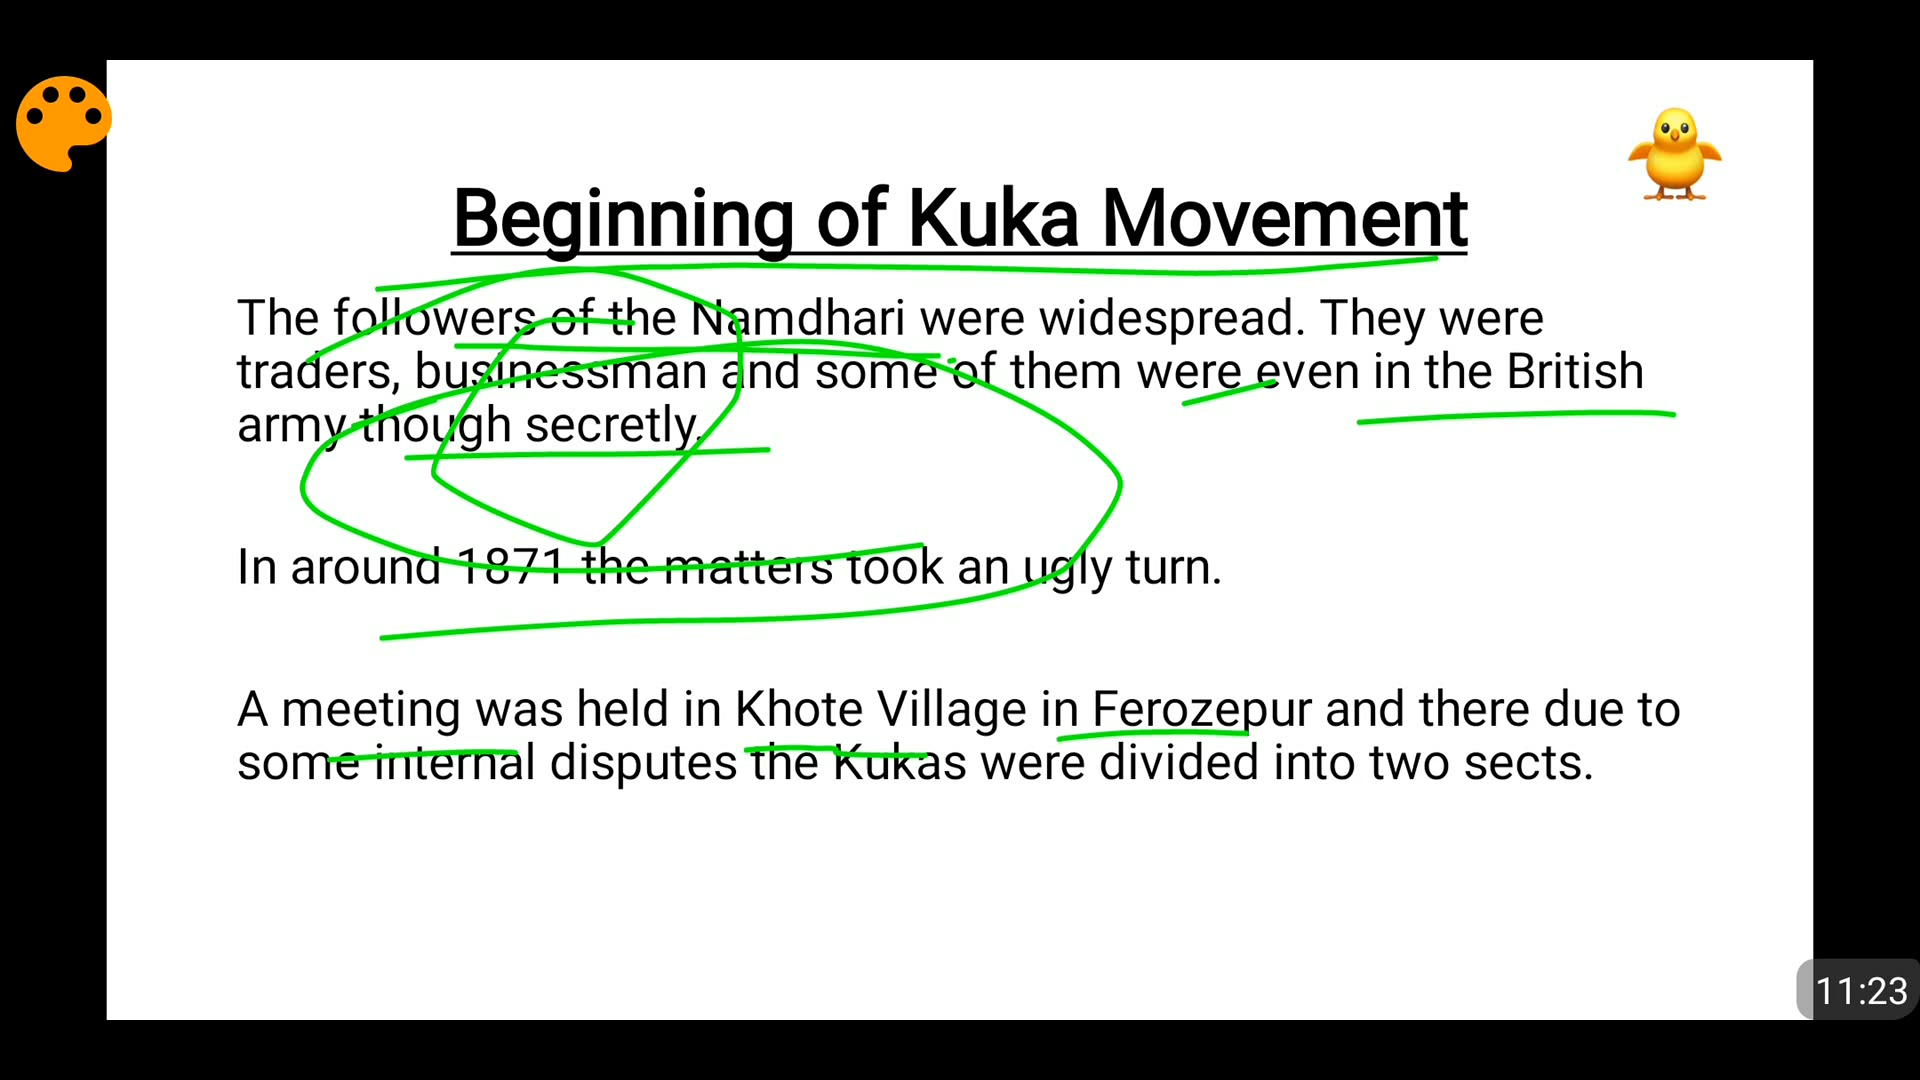 Beginning of Kuka Movement
The followers of the Namdhari were widespread. They were
traders, businessman and some of them were even in the British
army though secretly.
In around 1871 the matters took an ugly turn.
A meeting was held in Khote Village in Ferozepur and there due to
some internal disputes the Kukas were divided into two sects.
11:23